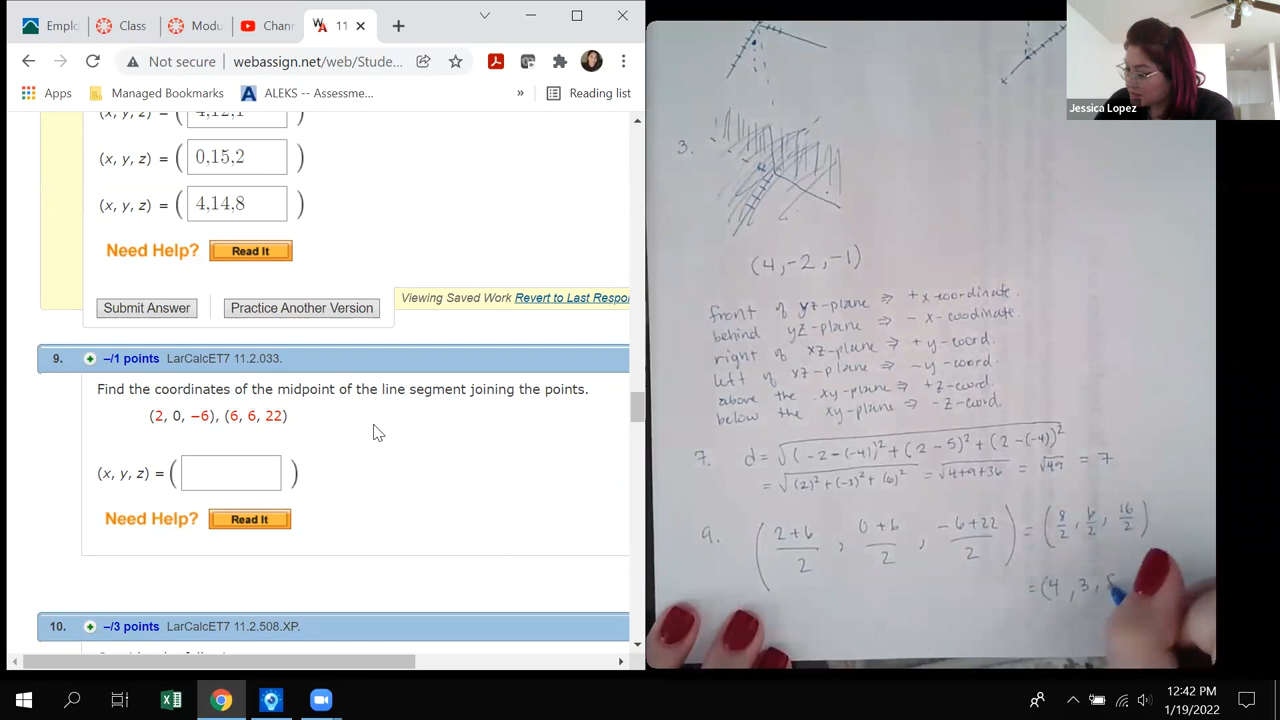 Emplo
Class
Modu
Chan
11
Not secure
webassign.net/web/Stude...
Apps
Managed Bookmarks
ALEKS -- Assessme...
»
Reading list
(x, y, z) = ( 4,12,1 )
(x, y, z) = ( 0,15,2 )
(x, y, z) = ( 4,14,8 )
Need Help? Read It
Submit Answer
Practice Another Version
Viewing Saved Work Revert to Last Respo
9. –/1 points LarCalcET7 11.2.033.
Find the coordinates of the midpoint of the line segment joining the points.
(2, 0, −6), (6, 6, 22)
(x, y, z) = ( )
Need Help? Read It
10. –/3 points LarCalcET7 11.2.508.XP.
Jessica Lopez
x
3.
(4,-2,-1)
front of yz-plane ⇒ +x-coordinate.
behind yz-plane ⇒ - x-coordinate.
right of xz-plane ⇒ +y-coord.
left of xz-plane ⇒ -y-coord.
above the xy-plane ⇒ +z-coord.
below the xy-plane ⇒ -z-coord.
7. d = √(-2-(-4))² + (2-5)² + (2-(-4))²
= √(2)² + (-3)² + (6)² = √4+9+36 = √49 = 7
9. (2+6/2, 0+6/2, -6+22/2) = (8/2, 6/2, 16/2)
= (4, 3,
12:42 PM
1/19/2022